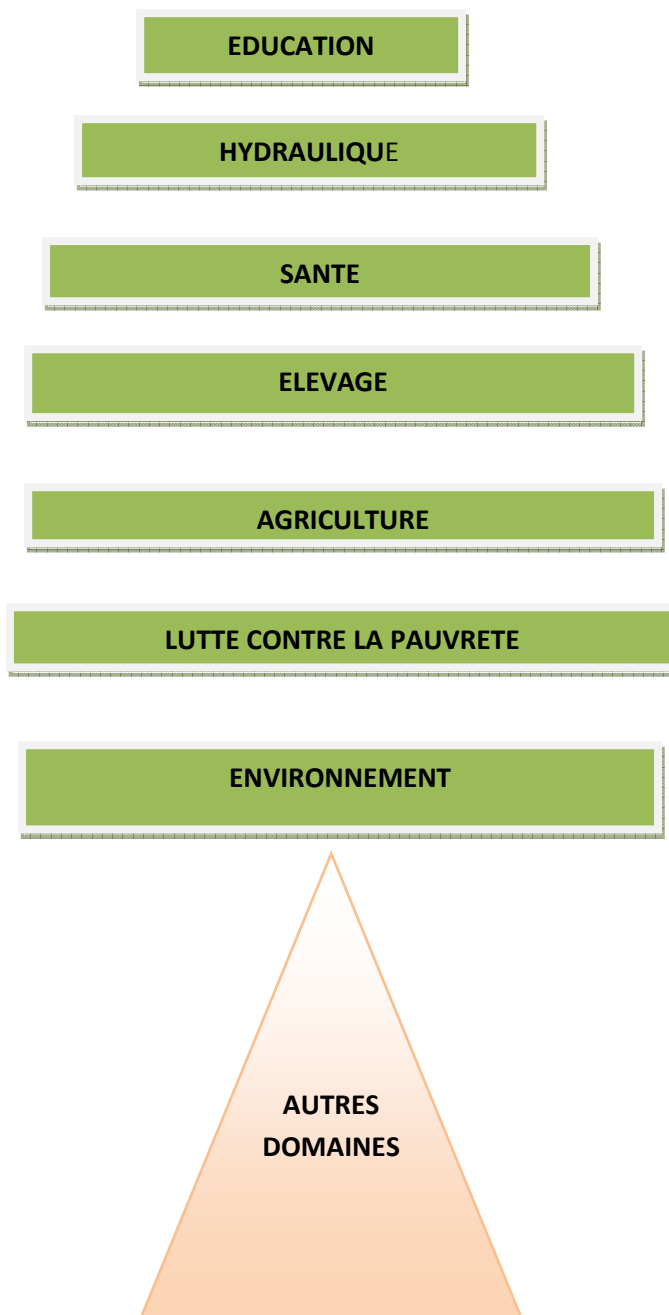 EDUCATION
HYDRAULIQUE
SANTE
ELEVAGE
AGRICULTURE
LUTTE CONTRE LA PAUVRETE
ENVIRONNEMENT
AUTRES
DOMAINES